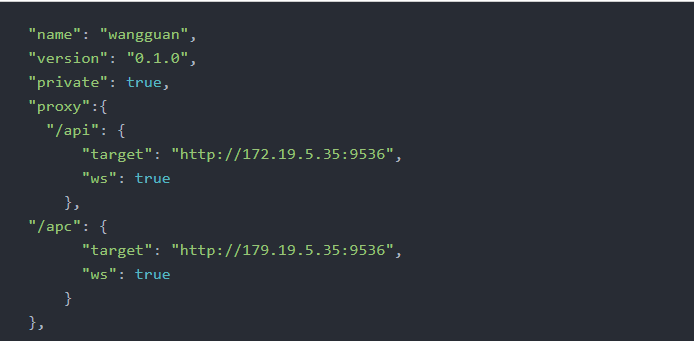 "name": "wangguan",
"version": "0.1.0",
"private": true,
"proxy":{
"/api": {
"target": "http://172.19.5.35:9536",
"ws": true
},
"/apc": {
"target": "http://179.19.5.35:9536",
"ws": true
}
},